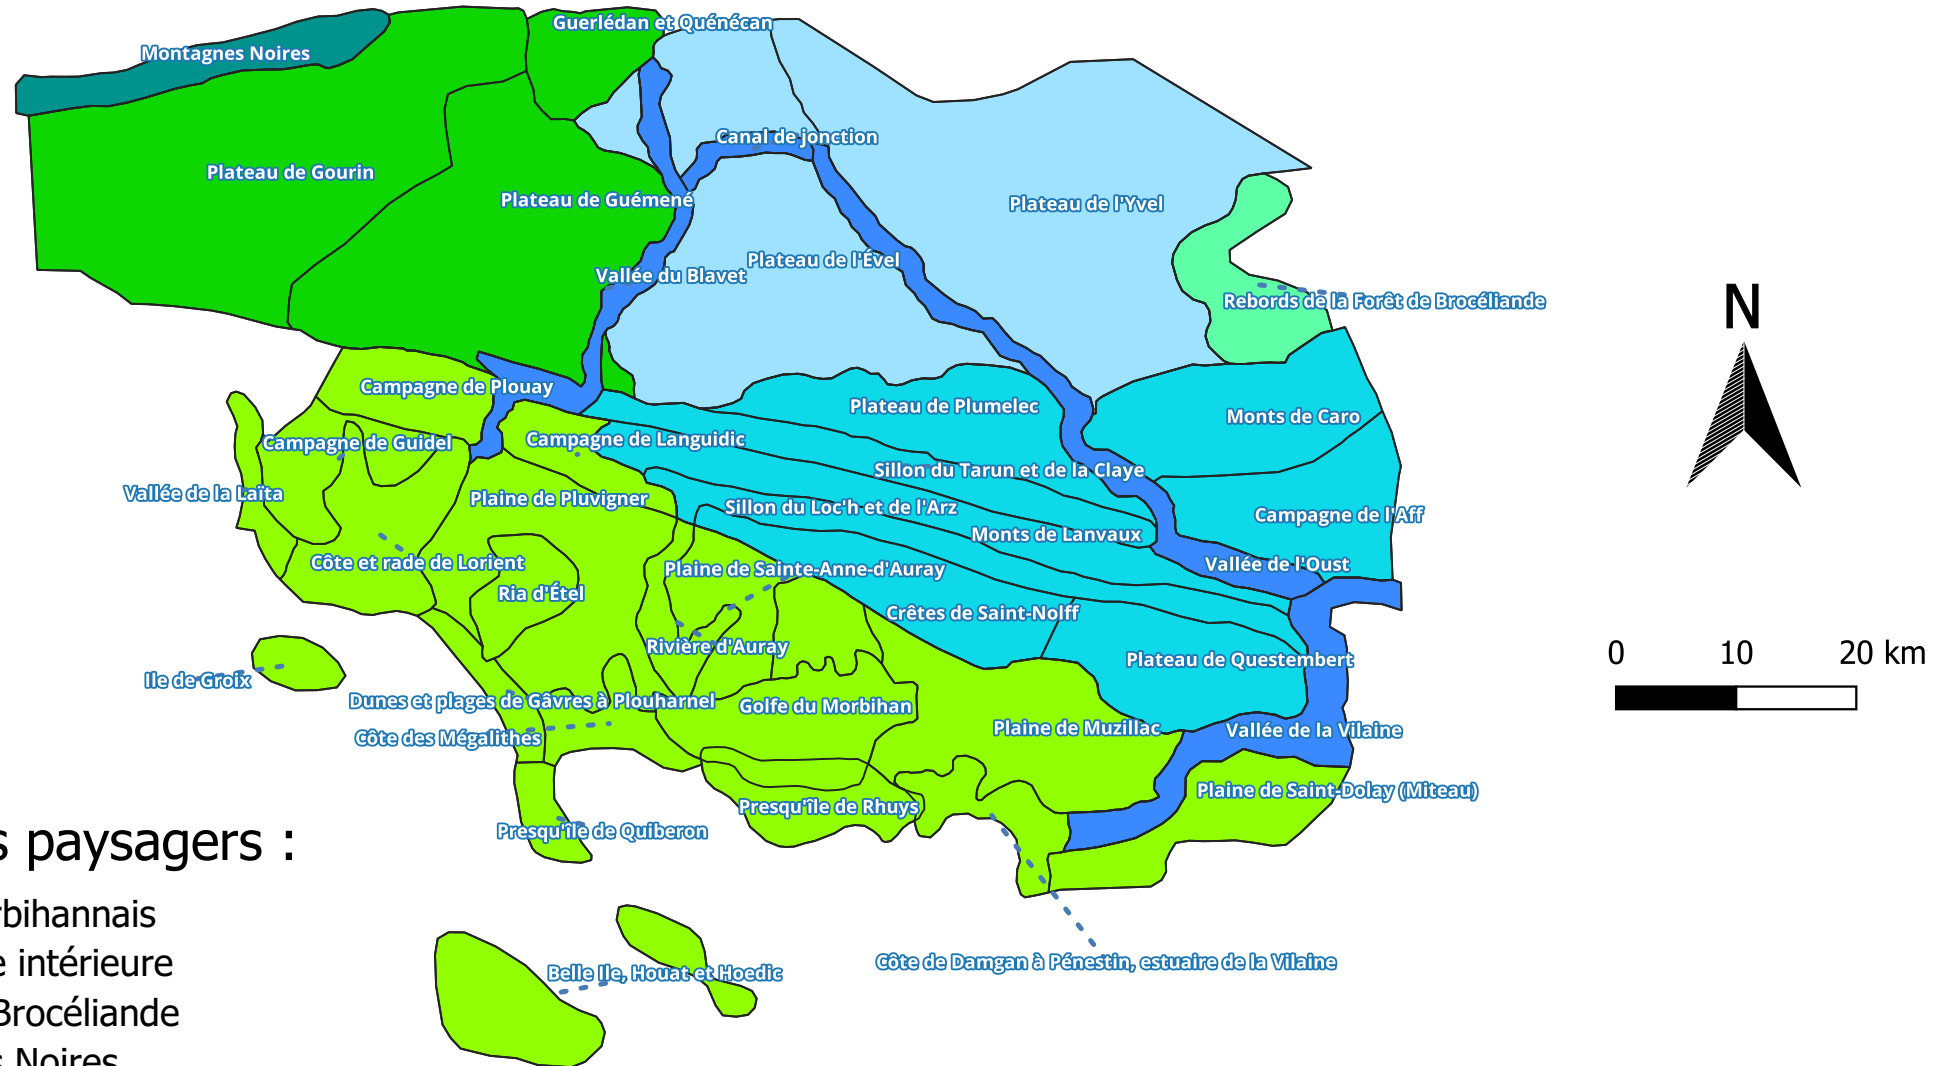 Guerlédan et Quénécan
Montagnes Noires
Canal de jonction
Plateau de Gourin
Plateau de Guémené
Plateau de l'Yvel
Plateau de l'Ével
Vallée du Blavet
Rebords de la Forêt de Brocéliande
N
Campagne de Plouay
Plateau de Plumelec
Monts de Caro
Campagne de Guidel
Campagne de Languidic
Sillon du Tarun et de la Claye
Vallée de la Laïta
Plaine de Pluvigner
Sillon du Loc'h et de l'Arz
Campagne de l'Aff
Monts de Lanvaux
Côte et rade de Lorient
Plaine de Sainte-Anne-d'Auray
Vallée de l'Oust
Ria d'Étel
Crêtes de Saint-Nolff
Rivière d'Auray
Plateau de Questembert
0 10 20 km
Ile de Groix
Dunes et plages de Gâvres à Plouharnel
Golfe du Morbihan
Plaine de Muzillac
Vallée de la Vilaine
Côte des Mégalithes
Plaine de Saint-Dolay (Miteau)
Presqu'île de Rhuys
Presqu'île de Quiberon
s paysagers :
rbihannais
e intérieure
Brocéliande
s Noires
Belle Ile, Houat et Hoedic
Côte de Damgan à Pénestin, estuaire de la Vilaine